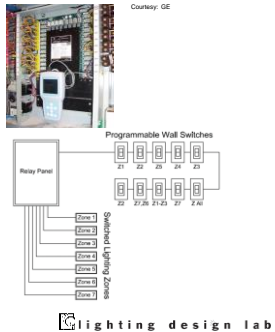 Courtesy: GE
Programmable Wall Switches
Relay Panel
Z1 Z2 Z5 Z4 Z3
Z2 Z7,Z6 Z1-Z3 Z7 Z All
Switched Lighting Zones
Zone 1
Zone 2
Zone 3
Zone 4
Zone 5
Zone 6
Zone 7
lighting design lab